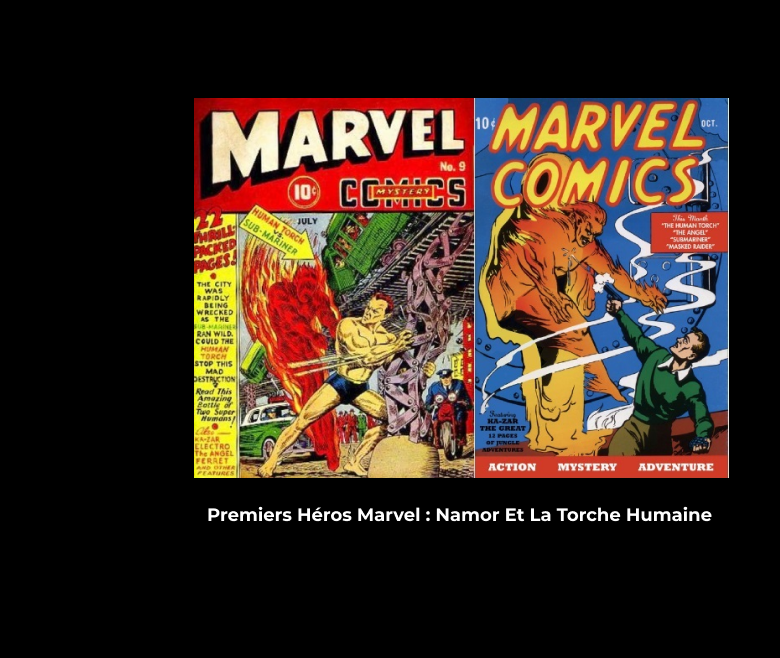 MARVEL
No. 9
10¢
COMICS
MYSTERY
JULY
HUMAN TORCH
VS.
SUB-MARINER
22
THRILL
PACKED
PAGES!
THE CITY
WAS
RAPIDLY
BEING
WRECKED
AS THE
SUB-MARINER
RAN WILD.
COULD THE
HUMAN
TORCH
STOP THIS
MAD
DESTRUCTION
Read This
Amazing
Battle of
Two Super
Humans!
Also
KA-ZAR
ELECTRO
The ANGEL
FERRET
AND OTHER
FEATURES
10¢
MARVEL
OCT.
COMICS
This Month
"THE HUMAN TORCH"
"THE ANGEL"
"SUBMARINER"
"MASKED RAIDER"
Featuring
KA-ZAR
THE GREAT
12 PAGES
OF JUNGLE
ADVENTURES
ACTION MYSTERY ADVENTURE
Premiers Héros Marvel : Namor Et La Torche Humaine